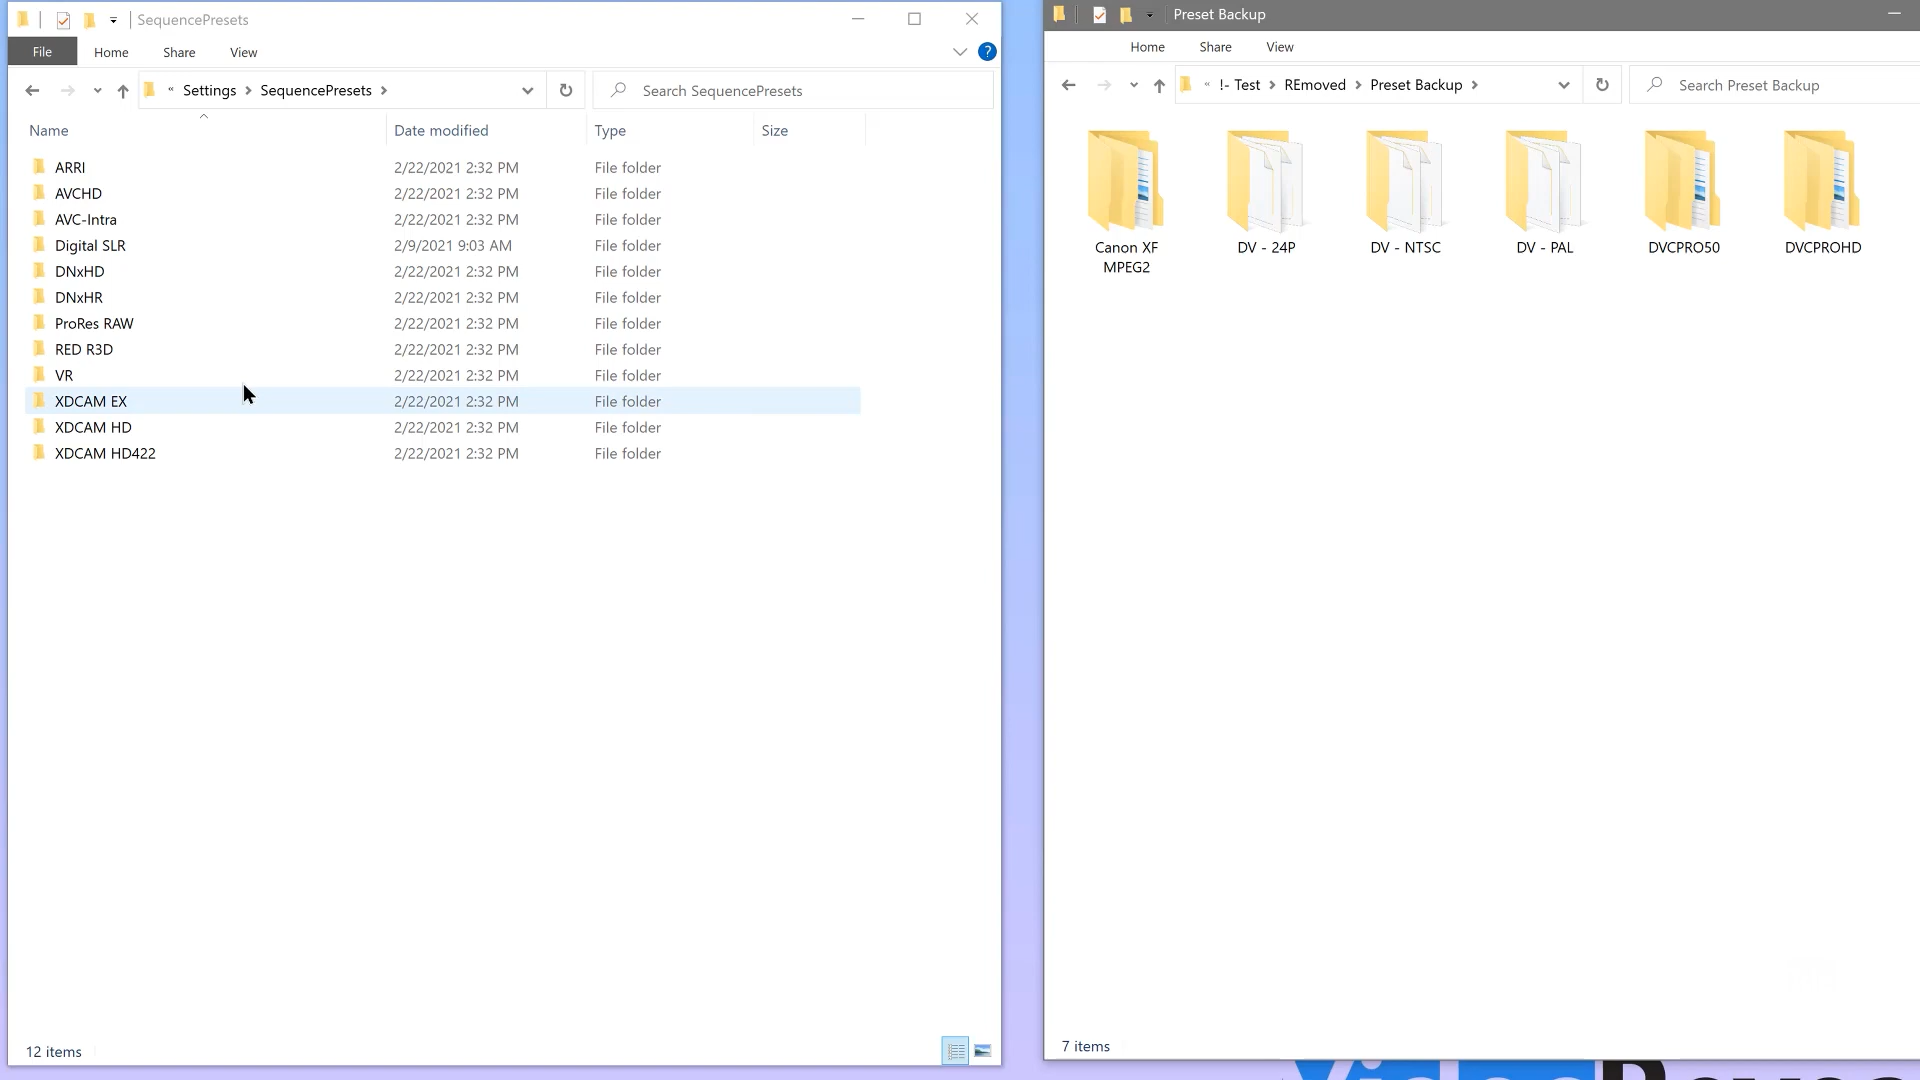 SequencePresets
File Home Share View
« Settings > SequencePresets >
Search SequencePresets
Name Date modified Type Size
ARRI 2/22/2021 2:32 PM File folder
AVCHD 2/22/2021 2:32 PM File folder
AVC-Intra 2/22/2021 2:32 PM File folder
Digital SLR 2/9/2021 9:03 AM File folder
DNxHD 2/22/2021 2:32 PM File folder
DNxHR 2/22/2021 2:32 PM File folder
ProRes RAW 2/22/2021 2:32 PM File folder
RED R3D 2/22/2021 2:32 PM File folder
VR 2/22/2021 2:32 PM File folder
XDCAM EX 2/22/2021 2:32 PM File folder
XDCAM HD 2/22/2021 2:32 PM File folder
XDCAM HD422 2/22/2021 2:32 PM File folder
12 items
Preset Backup
Home Share View
« !- Test > REmoved > Preset Backup >
Search Preset Backup
Canon XF
MPEG2
DV - 24P
DV - NTSC
DV - PAL
DVCPRO50
DVCPROHD
7 items